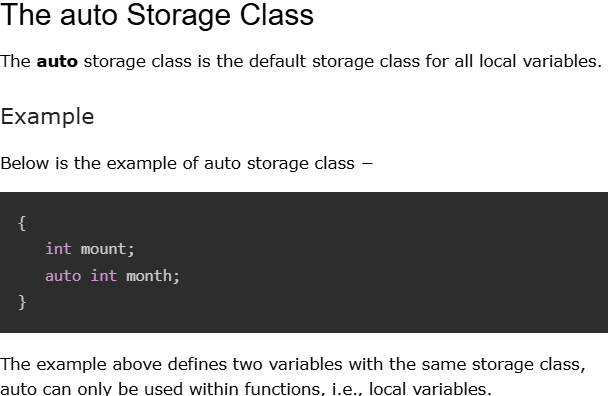 The auto Storage Class
The auto storage class is the default storage class for all local variables.
Example
Below is the example of auto storage class −
{
int mount;
auto int month;
}
The example above defines two variables with the same storage class,
auto can only be used within functions, i.e., local variables.